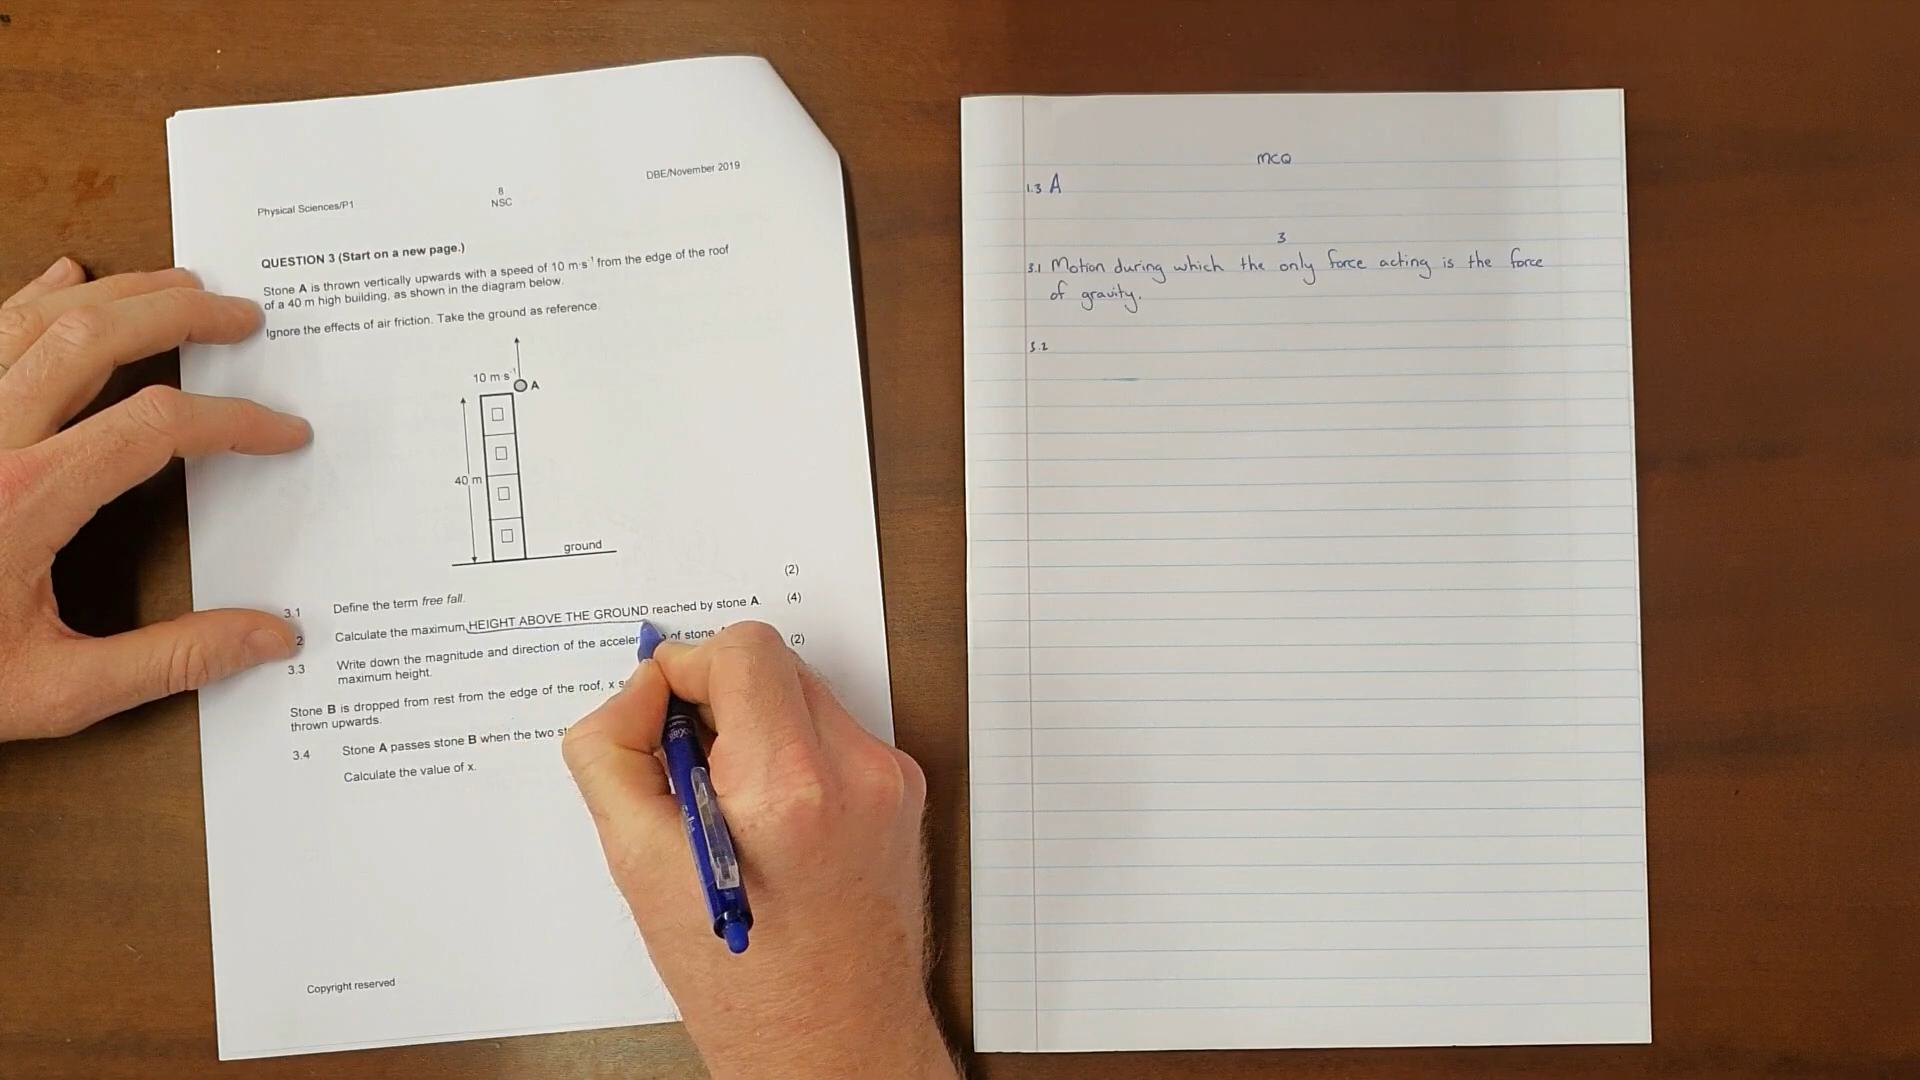 DBE/November 2019
8
Physical Sciences/P1
NSC
QUESTION 3 (Start on a new page.)
Stone A is thrown vertically upwards with a speed of 10 m·s⁻¹ from the edge of the roof
of a 40 m high building, as shown in the diagram below.
Ignore the effects of air friction. Take the ground as reference.
10 m·s⁻¹
A
40 m
ground
3.1 Define the term free fall. (2)
2 Calculate the maximum HEIGHT ABOVE THE GROUND reached by stone A. (4)
3.3 Write down the magnitude and direction of the acceler of stone (2)
maximum height.
Stone B is dropped from rest from the edge of the roof, x
thrown upwards.
3.4 Stone A passes stone B when the two
Calculate the value of x.
Copyright reserved
MCQ
1.3 A
3
3.1 Motion during which the only force acting is the force
of gravity.
3.2